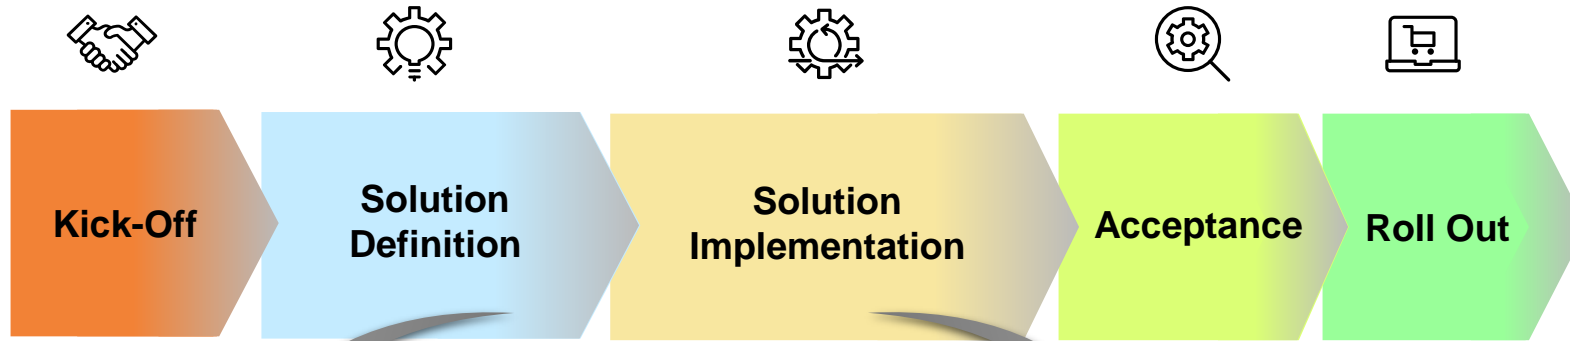 Kick-Off
Solution
Definition
Solution
Implementation
Acceptance
Roll Out